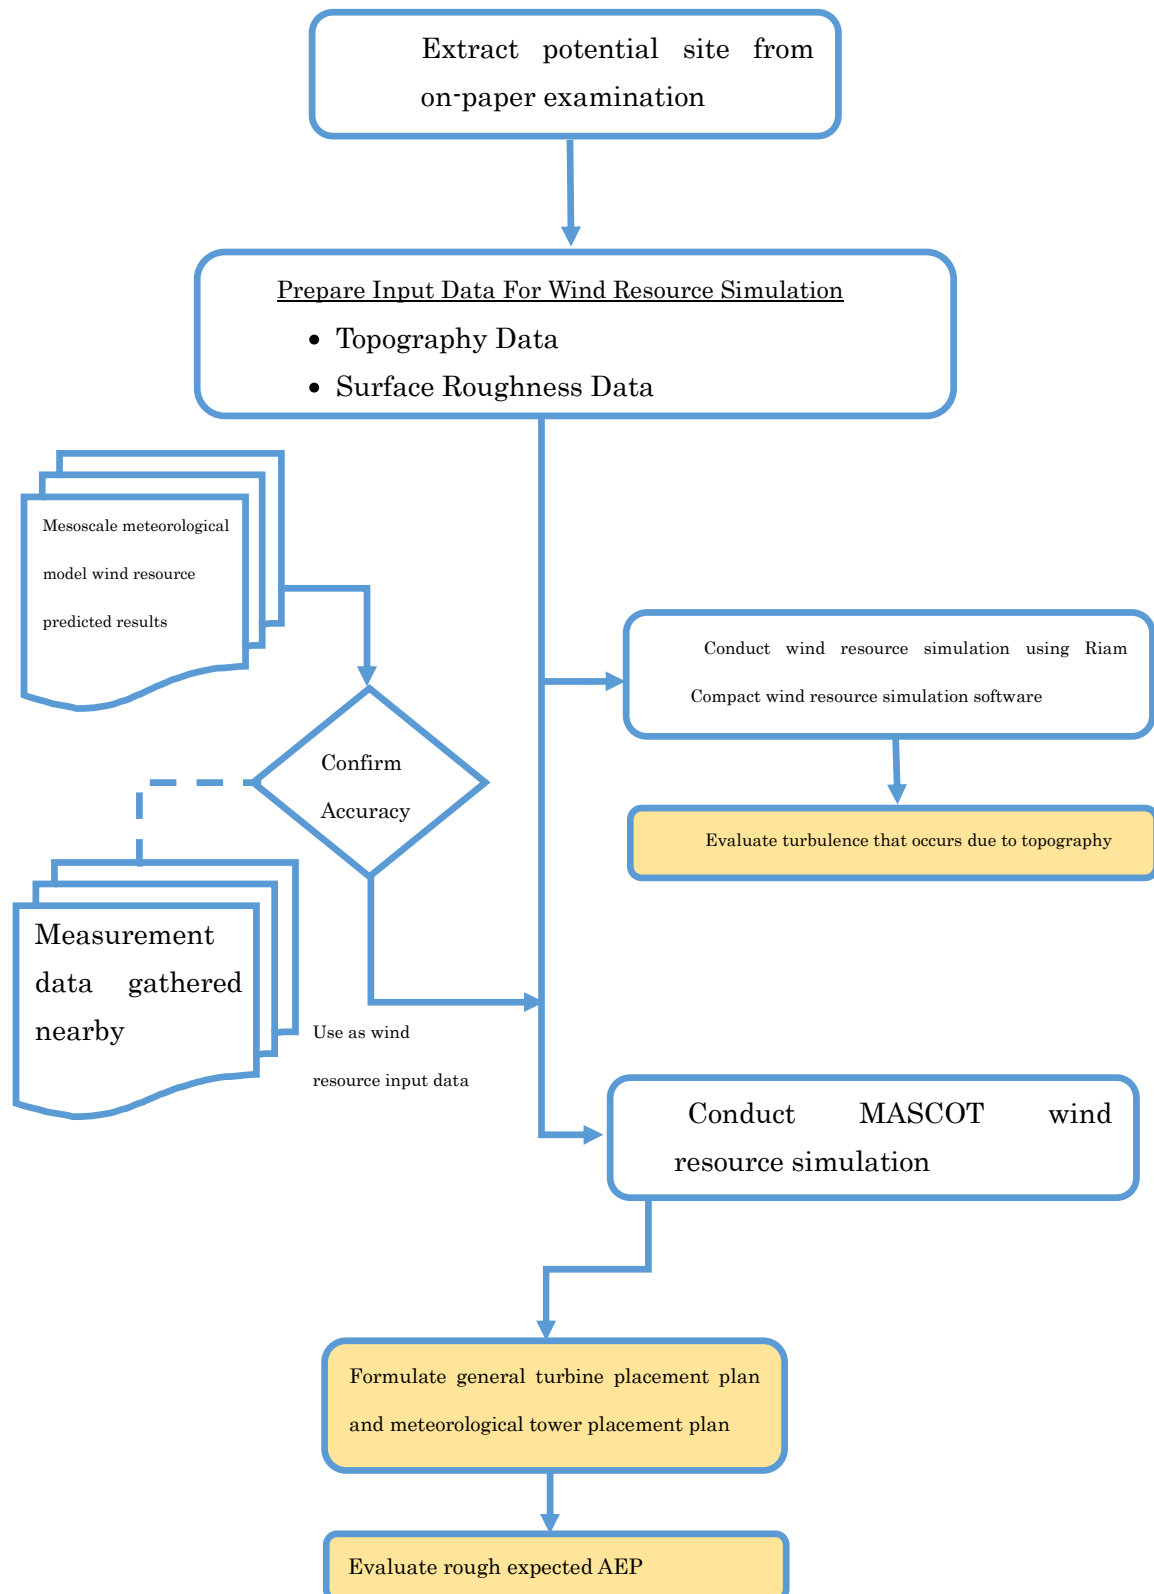 Extract potential site from
on-paper examination
Prepare Input Data For Wind Resource Simulation
• Topography Data
• Surface Roughness Data
Mesoscale meteorological
model wind resource
predicted results
Conduct wind resource simulation using Riam
Compact wind resource simulation software
Confirm
Accuracy
Evaluate turbulence that occurs due to topography
Measurement
data gathered
nearby
Use as wind
resource input data
Conduct MASCOT wind
resource simulation
Formulate general turbine placement plan
and meteorological tower placement plan
Evaluate rough expected AEP